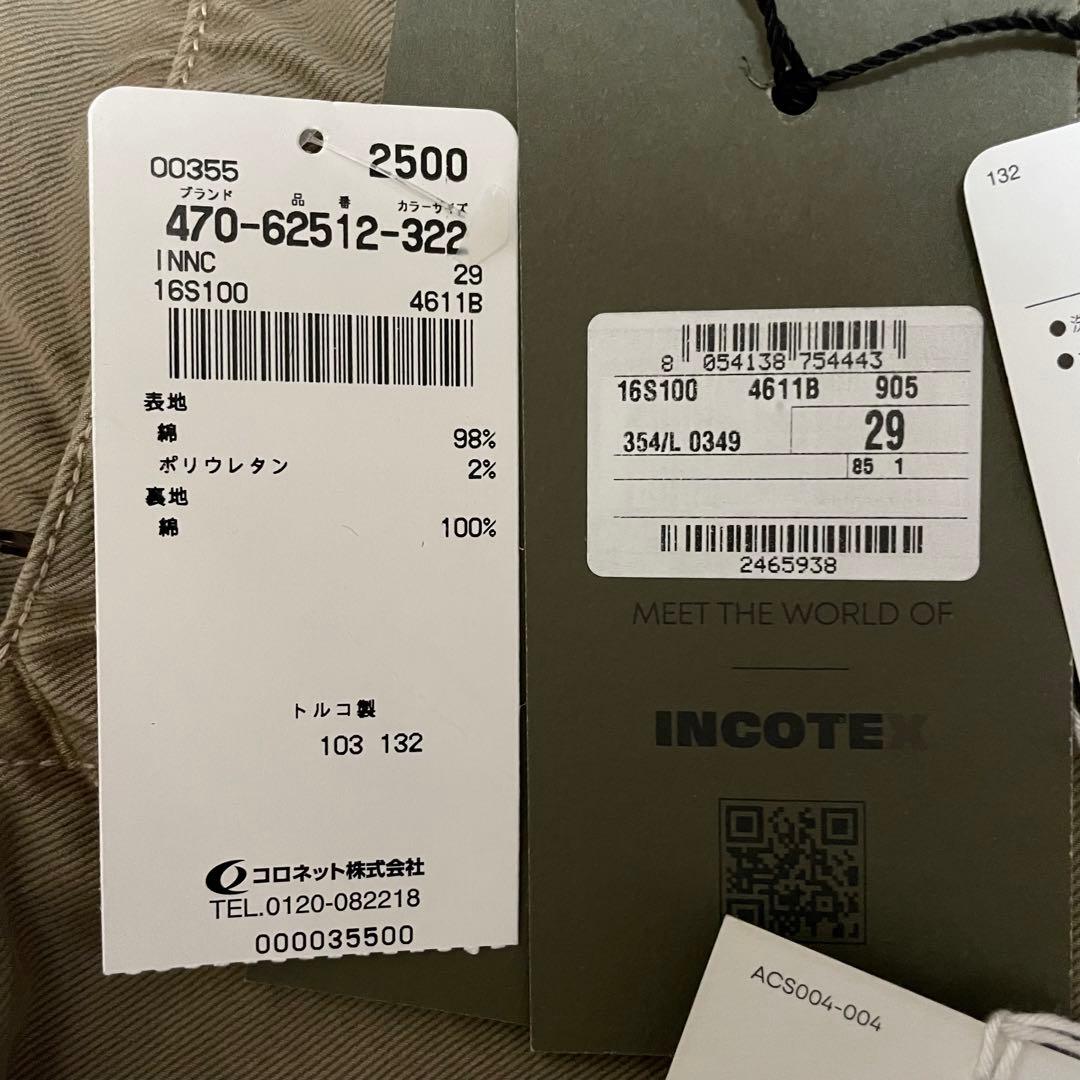 00355 2500
ブランド 品 番 カラーサイズ
470-62512-322
INNC 29
16S100 4611B
表地
綿 98%
ポリウレタン 2%
裏地
綿 100%
トルコ製
103 132
コロネット株式会社
TEL.0120-082218
000035500
8 054138 754443
16S100 4611B 905
354/L 0349 29
85 1
2465938
MEET THE WORLD OF
INCOTEX
ACS004-004
132